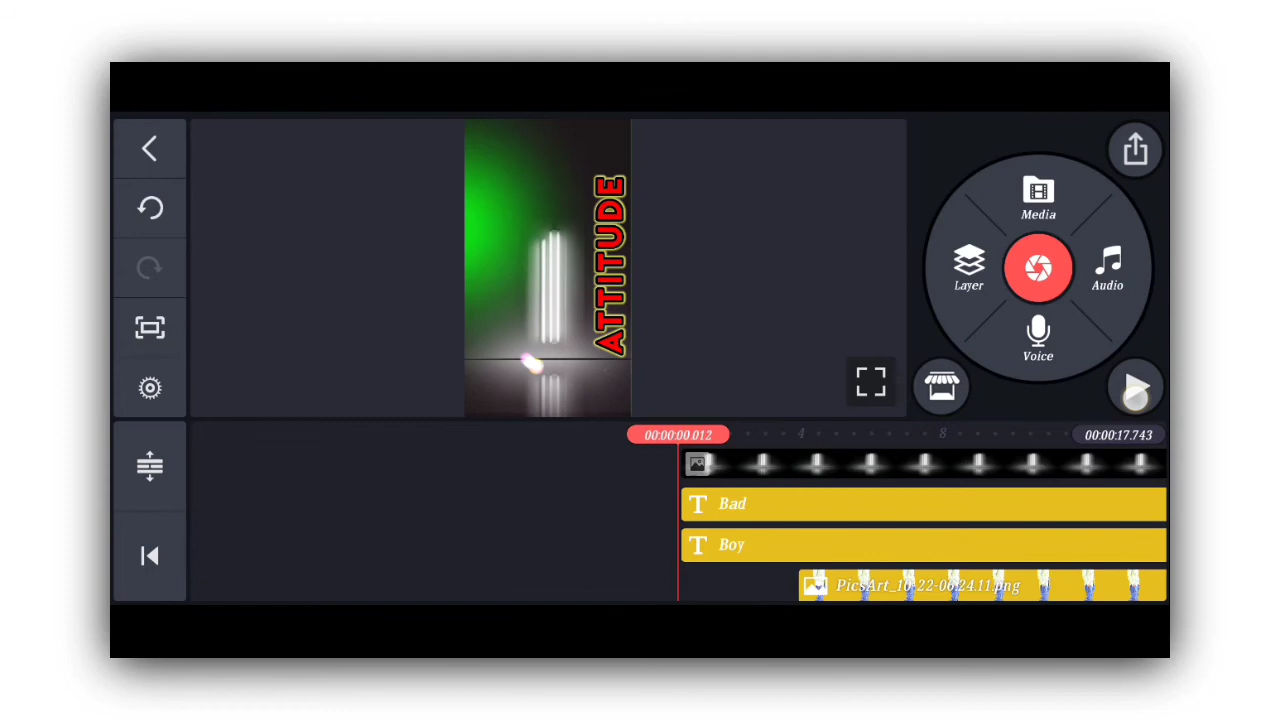 ATTITUDE
Media
Layer
Audio
Voice
00:00:00.012
4
8
00:00:17.743
T Bad
T Boy
PicsArt_10-22-06.24.11.png